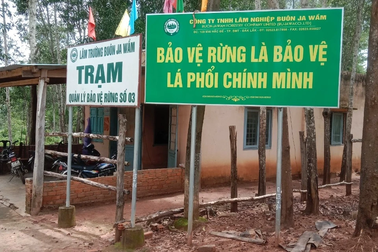 LÂM TRƯỜNG BUÔN JA WẦM
TRẠM
QUẢN LÝ BẢO VỆ RỪNG SỐ 03
CÔNG TY TNHH LÂM NGHIỆP BUÔN JA WẦM
BẢO VỆ RỪNG LÀ BẢO VỆ
LÁ PHỔI CHÍNH MÌNH